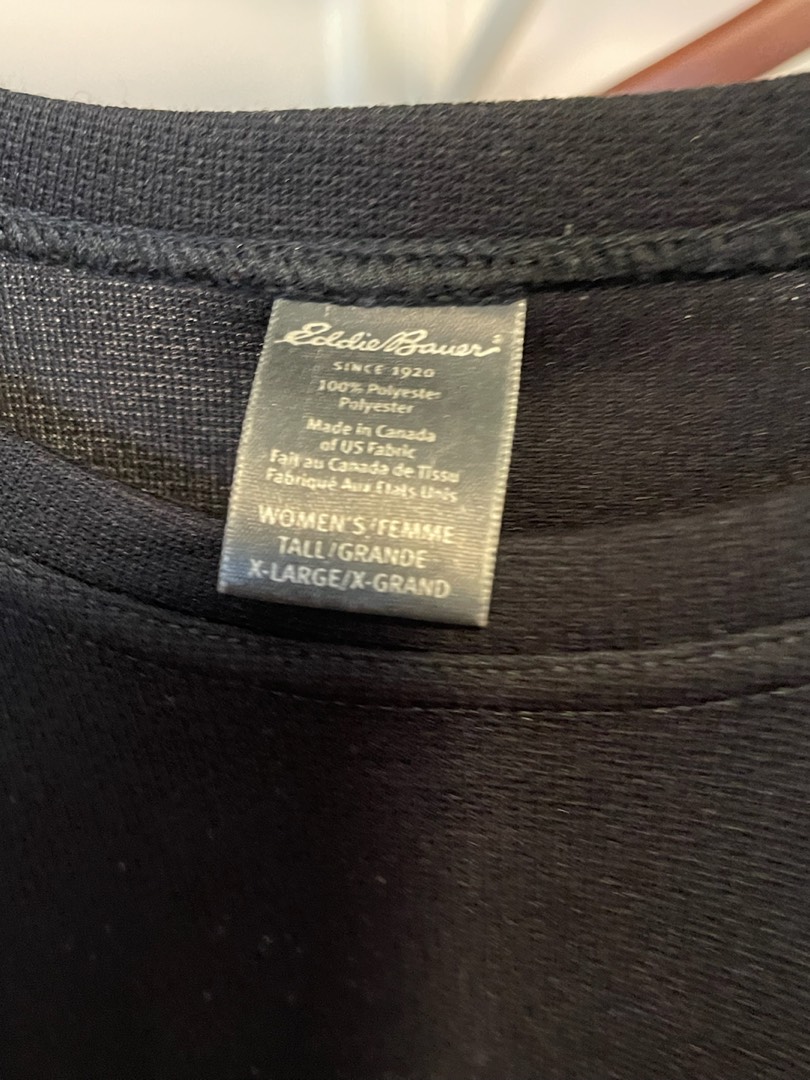 Eddie Bauer
SINCE 1920
100% Polyester
Polyester
Made in Canada
of US Fabric
Fait au Canada de Tissu
Fabriqué Aux Etats Unis
WOMEN'S/FEMME
TALL/GRANDE
X-LARGE/X-GRAND